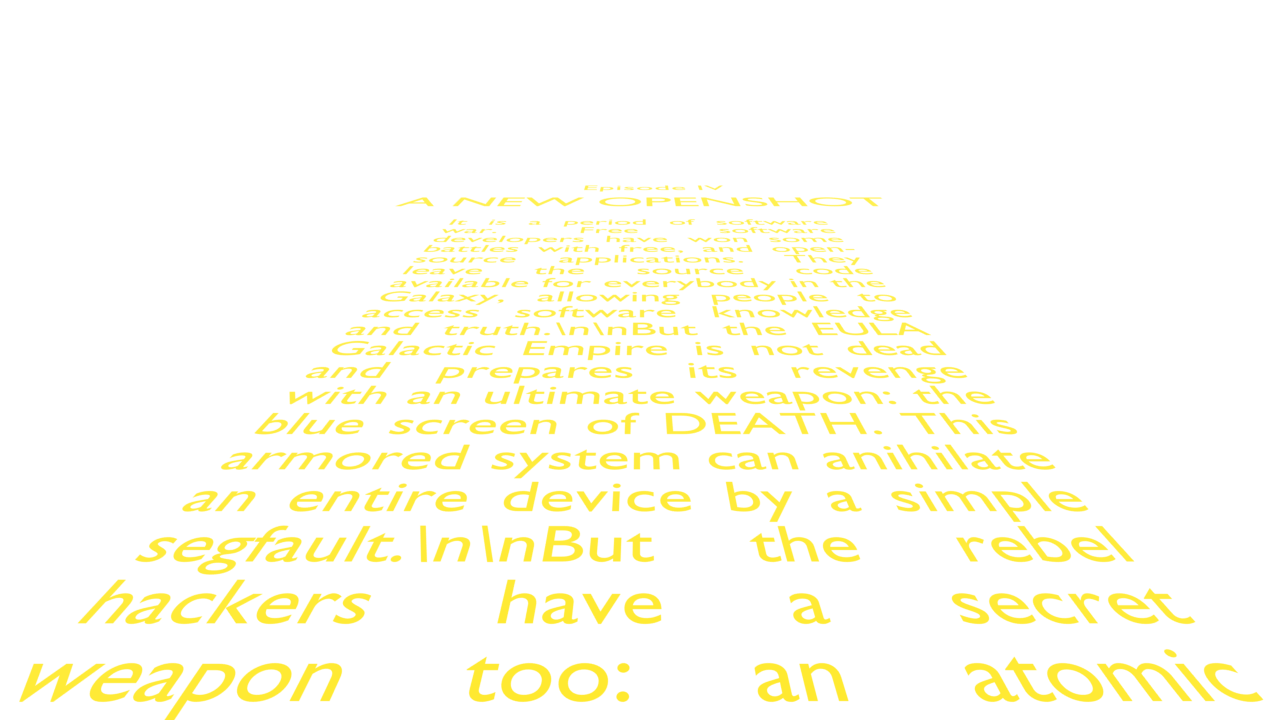 Episode IV
A NEW OPENSHOT
It is a period of software
war. Free software
developers have won some
battles with free, and open-
source applications. They
leave the source code
available for everybody in the
Galaxy, allowing people to
access software knowledge
and truth.\n\nBut the EULA
Galactic Empire is not dead
and prepares its revenge
with an ultimate weapon: the
blue screen of DEATH. This
armored system can anihilate
an entire device by a simple
segfault.\n\nBut the rebel
hackers have a secret
weapon too: an atomic